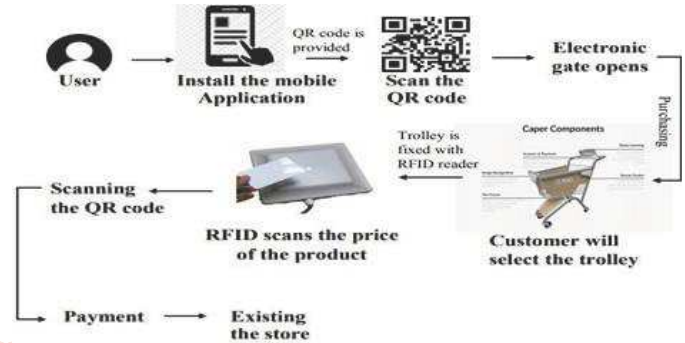 QR code is
provided
User
Install the mobile
Application
Scan the
QR code
Electronic
gate opens
Purchasing
Caper Components
Trolley is
fixed with
RFID reader
Customer will
select the trolley
RFID scans the price
of the product
Scanning
the QR code
Payment
Existing
the store